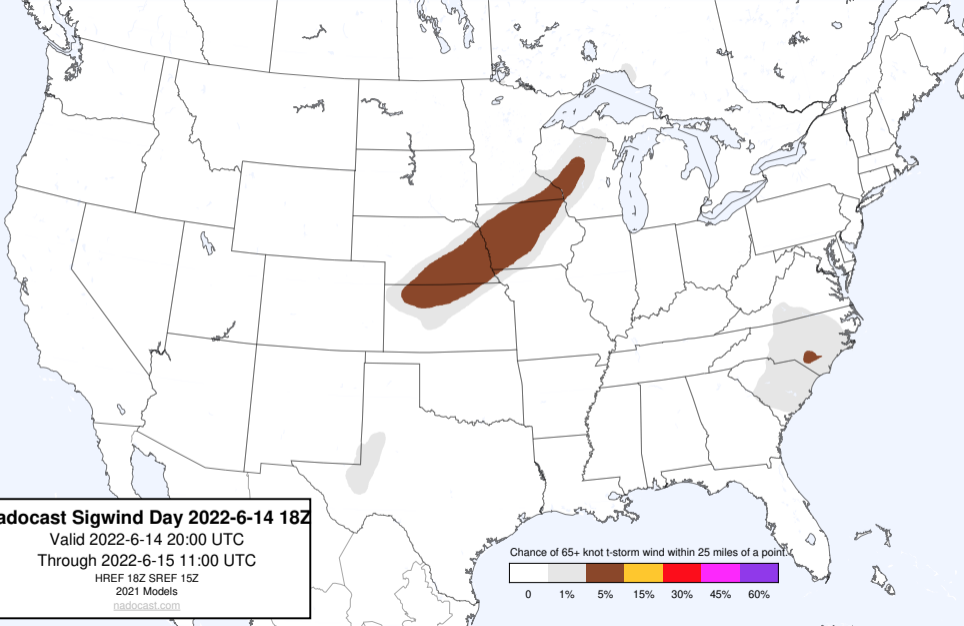 adocast Sigwind Day 2022-6-14 18Z
Valid 2022-6-14 20:00 UTC
Through 2022-6-15 11:00 UTC
HREF 18Z SREF 15Z
2021 Models
nadocast.com
Chance of 65+ knot t-storm wind within 25 miles of a point.
0 1% 5% 15% 30% 45% 60%